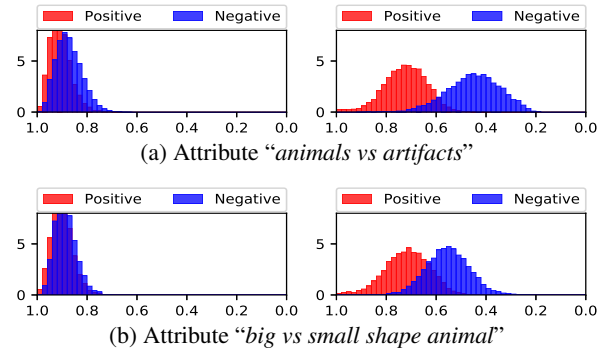 Positive Negative Positive Negative
5 5
0 0
1.0 0.8 0.6 0.4 0.2 0.0 1.0 0.8 0.6 0.4 0.2 0.0
(a) Attribute “animals vs artifacts”
Positive Negative Positive Negative
5 5
0 0
1.0 0.8 0.6 0.4 0.2 0.0 1.0 0.8 0.6 0.4 0.2 0.0
(b) Attribute “big vs small shape animal”